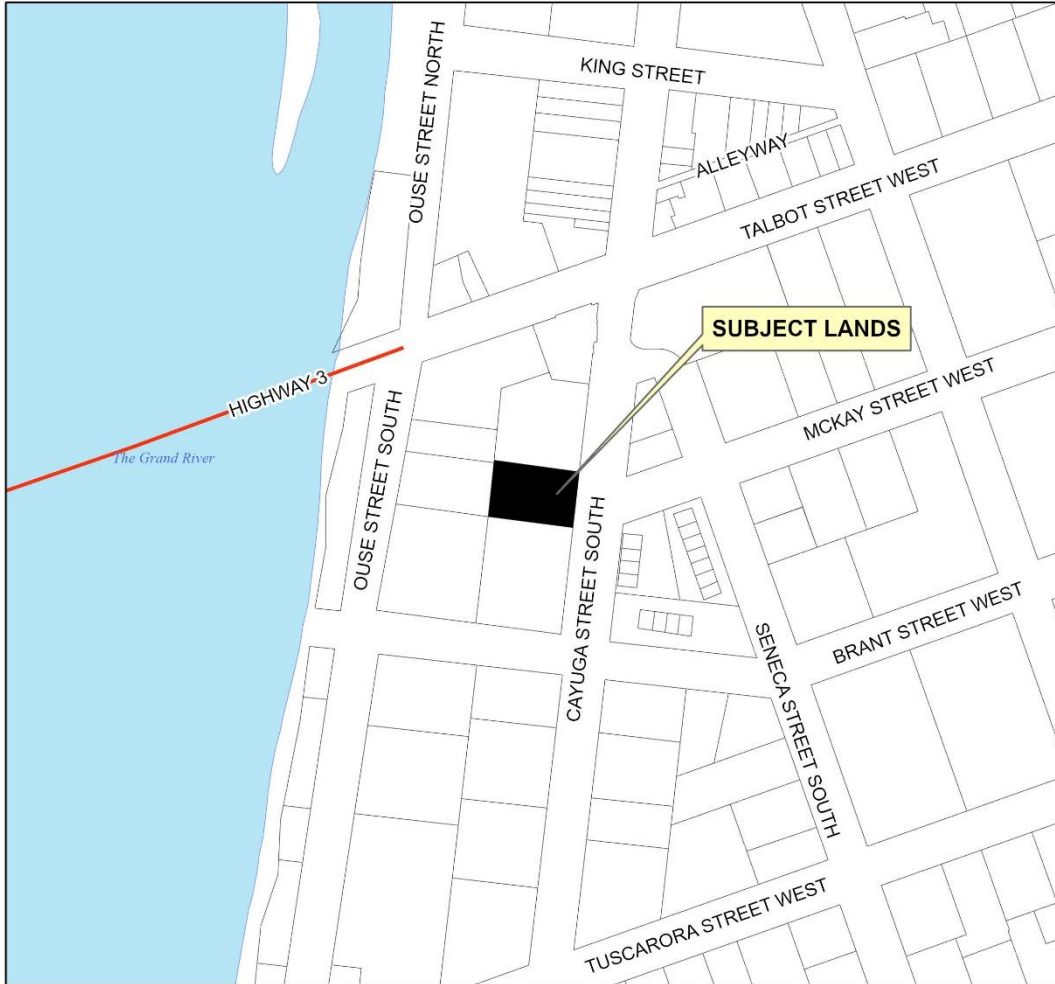 KING STREET
OUSE STREET NORTH
ALLEYWAY
TALBOT STREET WEST
SUBJECT LANDS
HIGHWAY 3
MCKAY STREET WEST
The Grand River
OUSE STREET SOUTH
CAYUGA STREET SOUTH
BRANT STREET WEST
SENECA STREET SOUTH
TUSCARORA STREET WEST